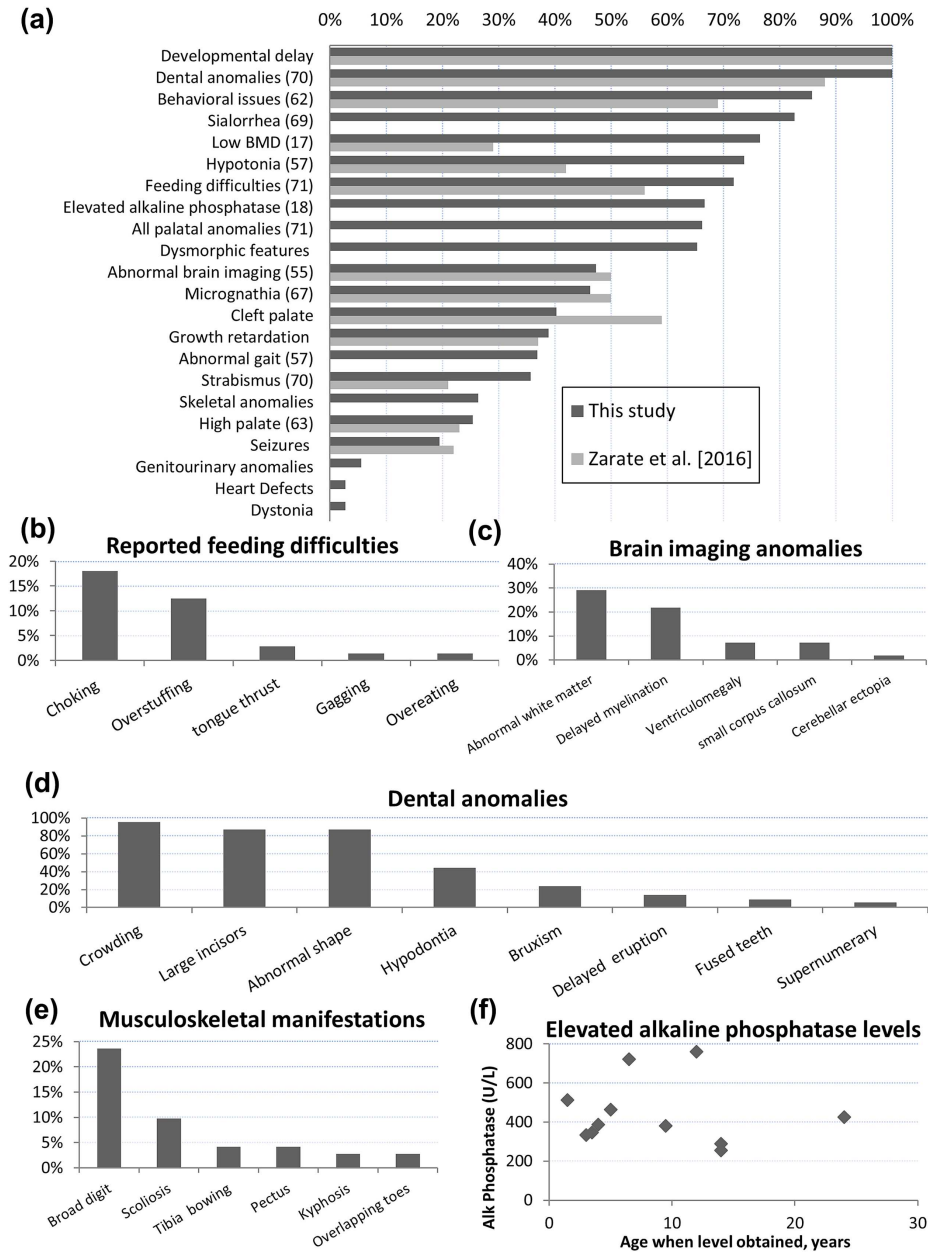 (a)
0% 10% 20% 30% 40% 50% 60% 70% 80% 90% 100%
Developmental delay
Dental anomalies (70)
Behavioral issues (62)
Sialorrhea (69)
Low BMD (17)
Hypotonia (57)
Feeding difficulties (71)
Elevated alkaline phosphatase (18)
All palatal anomalies (71)
Dysmorphic features
Abnormal brain imaging (55)
Micrognathia (67)
Cleft palate
Growth retardation
Abnormal gait (57)
Strabismus (70)
Skeletal anomalies
High palate (63)
Seizures
Genitourinary anomalies
Heart Defects
Dystonia
This study
Zarate et al. [2016]
(b)
Reported feeding difficulties
20%
15%
10%
5%
0%
Choking
Overstuffing
tongue thrust
Gagging
Overeating
(c)
Brain imaging anomalies
40%
30%
20%
10%
0%
Abnormal white matter
Delayed myelination
Ventriculomegaly
small corpus callosum
Cerebellar ectopia
(d)
Dental anomalies
100%
80%
60%
40%
20%
0%
Crowding
Large incisors
Abnormal shape
Hypodontia
Bruxism
Delayed eruption
Fused teeth
Supernumerary
(e)
Musculoskeletal manifestations
25%
20%
15%
10%
5%
0%
Broad digit
Scoliosis
Tibia bowing
Pectus
Kyphosis
Overlapping toes
(f)
Elevated alkaline phosphatase levels
Alk Phosphatase (U/L)
800
600
400
200
0
0 10 20 30
Age when level obtained, years